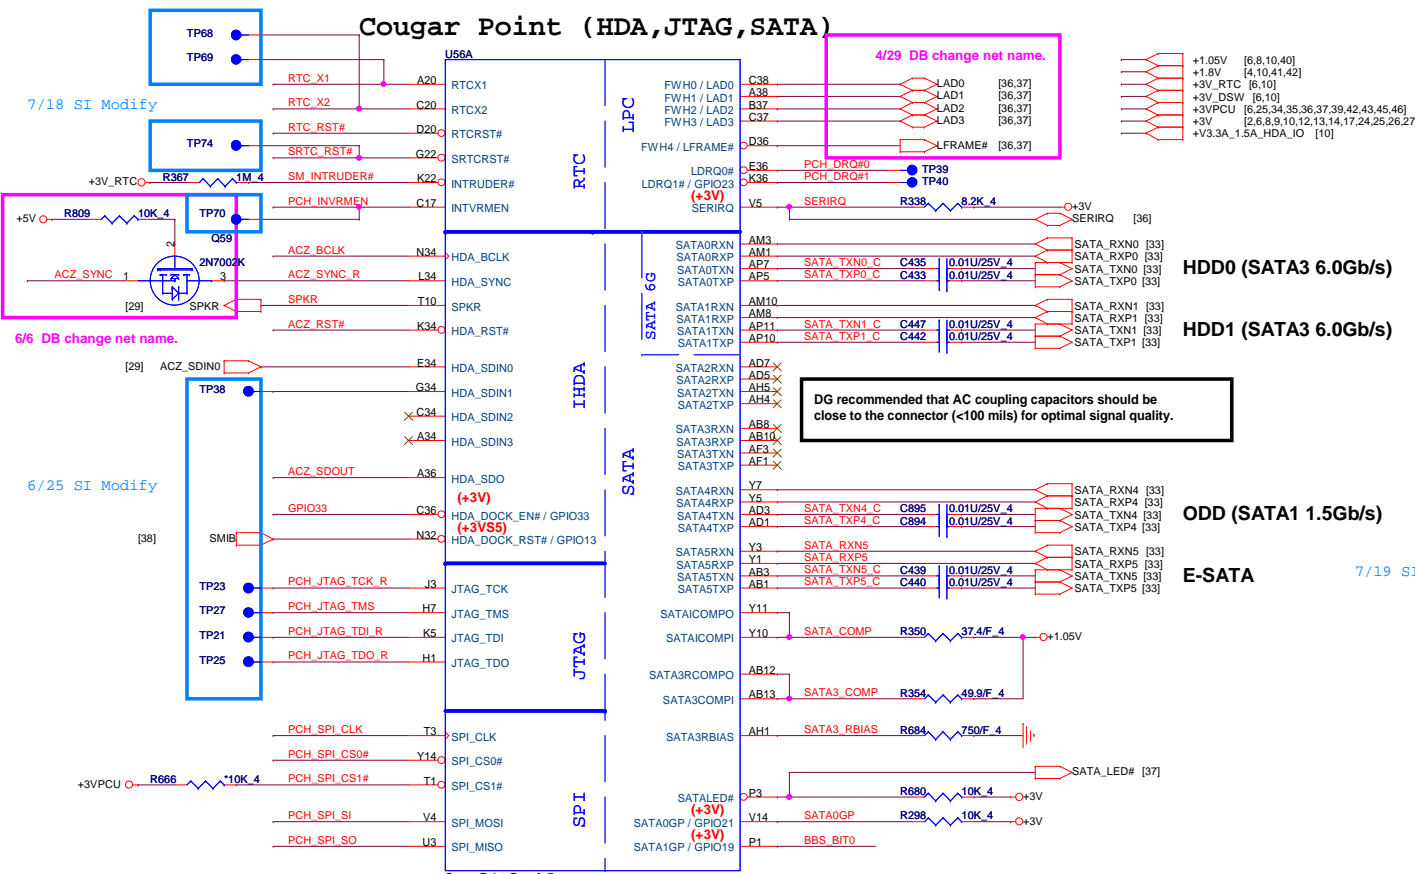 Cougar Point (HDA,JTAG,SATA)
U56A
TP68
TP69
7/18 SI Modify
RTC_X1 A20 RTCX1
RTC_X2 C20 RTCX2
RTC_RST# D20 RTCRST#
TP74
SRTC_RST# G22 SRTCRST#
+3V_RTC R367 1M_4 SM_INTRUDER# K22 INTRUDER#
PCH_INVRMEN C17 INTVRMEN
TP70
+5V R809 10K_4
Q59
2N7002K
2
ACZ_SYNC 1 3
ACZ_BCLK N34 HDA_BCLK
ACZ_SYNC_R L34 HDA_SYNC
[29] SPKR SPKR T10 SPKR
ACZ_RST# K34 HDA_RST#
6/6 DB change net name.
[29] ACZ_SDIN0 E34 HDA_SDIN0
TP38 G34 HDA_SDIN1
C34 HDA_SDIN2
A34 HDA_SDIN3
ACZ_SDOUT A36 HDA_SDO
6/25 SI Modify
(+3V)
GPIO33 C36 HDA_DOCK_EN# / GPIO33
(+3VS5)
[38] SMIB N32 HDA_DOCK_RST# / GPIO13
TP23 PCH_JTAG_TCK_R J3 JTAG_TCK
TP27 PCH_JTAG_TMS H7 JTAG_TMS
TP21 PCH_JTAG_TDI_R K5 JTAG_TDI
TP25 PCH_JTAG_TDO_R H1 JTAG_TDO
PCH_SPI_CLK T3 SPI_CLK
PCH_SPI_CS0# Y14 SPI_CS0#
+3VPCU R666 *10K_4 PCH_SPI_CS1# T1 SPI_CS1#
PCH_SPI_SI V4 SPI_MOSI
PCH_SPI_SO U3 SPI_MISO
RTC
IHDA
JTAG
SPI
LPC
SATA 6G
SATA
4/29 DB change net name.
FWH0 / LAD0 C38 LAD0 [36,37]
FWH1 / LAD1 A38 LAD1 [36,37]
FWH2 / LAD2 B37 LAD2 [36,37]
FWH3 / LAD3 C37 LAD3 [36,37]
FWH4 / LFRAME# D36 LFRAME# [36,37]
LDRQ0# E36 PCH_DRQ#0 TP39
LDRQ1# / GPIO23 K36 PCH_DRQ#1 TP40
(+3V)
SERIRQ V5 SERIRQ R338 8.2K_4 +3V
SERIRQ [36]
+1.05V [6,8,10,40]
+1.8V [4,10,41,42]
+3V_RTC [6,10]
+3V_DSW [6,10]
+3VPCU [6,25,34,35,36,37,39,42,43,45,46]
+3V [2,6,8,9,10,12,13,14,17,24,25,26,27
+V3.3A_1.5A_HDA_IO [10]
SATA0RXN AM3 SATA_RXN0 [33]
SATA0RXP AM1 SATA_RXP0 [33]
SATA0TXN AP7 SATA_TXN0_C C435 0.01U/25V_4 SATA_TXN0 [33]
SATA0TXP AP5 SATA_TXP0_C C433 0.01U/25V_4 SATA_TXP0 [33]
HDD0 (SATA3 6.0Gb/s)
SATA1RXN AM10 SATA_RXN1 [33]
SATA1RXP AM8 SATA_RXP1 [33]
SATA1TXN AP11 SATA_TXN1_C C447 0.01U/25V_4 SATA_TXN1 [33]
SATA1TXP AP10 SATA_TXP1_C C442 0.01U/25V_4 SATA_TXP1 [33]
HDD1 (SATA3 6.0Gb/s)
SATA2RXN AD7
SATA2RXP AD5
SATA2TXN AH5
SATA2TXP AH4
DG recommended that AC coupling capacitors should be
close to the connector (<100 mils) for optimal signal quality.
SATA3RXN AB8
SATA3RXP AB10
SATA3TXN AF3
SATA3TXP AF1
SATA4RXN Y7 SATA_RXN4 [33]
SATA4RXP Y5 SATA_RXP4 [33]
SATA4TXN AD3 SATA_TXN4_C C895 0.01U/25V_4 SATA_TXN4 [33]
SATA4TXP AD1 SATA_TXP4_C C894 0.01U/25V_4 SATA_TXP4 [33]
ODD (SATA1 1.5Gb/s)
SATA5RXN Y3 SATA_RXN5 SATA_RXN5 [33]
SATA5RXP Y1 SATA_RXP5 SATA_RXP5 [33]
SATA5TXN AB3 SATA_TXN5_C C439 0.01U/25V_4 SATA_TXN5 [33]
SATA5TXP AB1 SATA_TXP5_C C440 0.01U/25V_4 SATA_TXP5 [33]
E-SATA
7/19 SI
SATAICOMPO Y11
SATAICOMPI Y10 SATA_COMP R350 37.4/F_4 +1.05V
SATA3RCOMPO AB12
SATA3COMPI AB13 SATA3_COMP R354 49.9/F_4
SATA3RBIAS AH1 SATA3_RBIAS R684 750/F_4
SATA_LED# [37]
SATALED# P3 R680 10K_4 +3V
(+3V)
SATA0GP / GPIO21 V14 SATA0GP R298 10K_4 +3V
(+3V)
SATA1GP / GPIO19 P1 BBS_BIT0